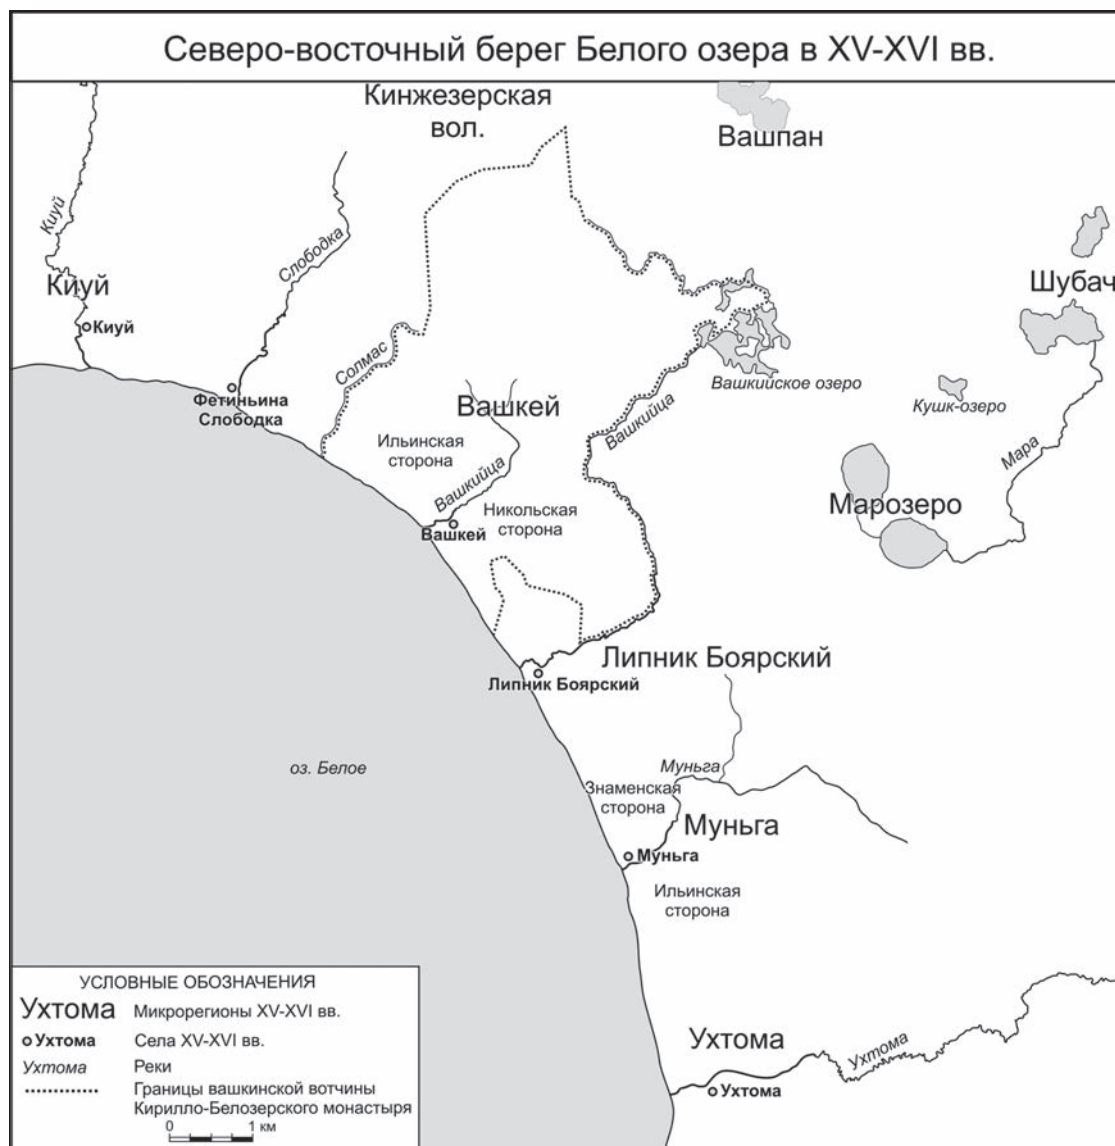 Северо-восточный берег Белого озера в XV-XVI вв.
Кинжезерская
вол.
Вашпан
Киуй
Слободка
Киуй
Шубач
Киуй
Солмас
Фетиньина
Слободка
Вашкийское озеро
Вашкей
Вашкийца
Кушк-озеро
Ильинская
сторона
Мара
Вашкийца
Марозеро
Никольская
сторона
Вашкей
Липник Боярский
Липник Боярский
оз. Белое
Муньга
Знаменская
сторона
Муньга
Муньга
Ильинская
сторона
Ухтома
Ухтома
Ухтома
УСЛОВНЫЕ ОБОЗНАЧЕНИЯ
Ухтома Микрорегионы XV-XVI вв.
Ухтома Села XV-XVI вв.
Ухтома Реки
Границы вашкинской вотчины
Кирилло-Белозерского монастыря
0 1 км